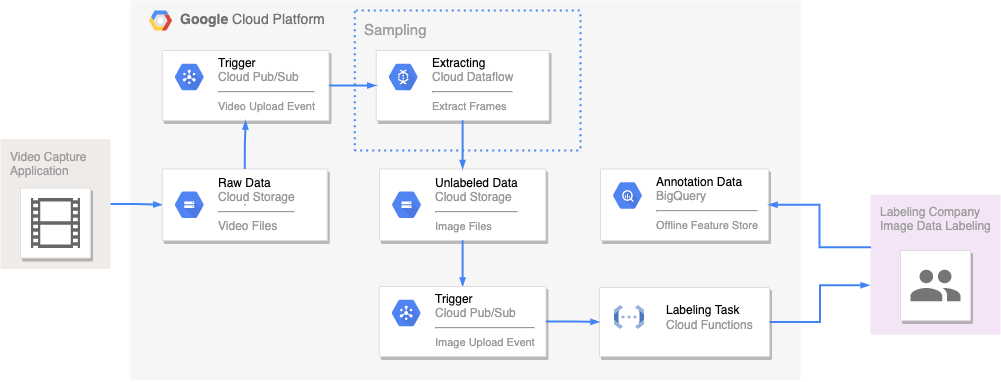 Google Cloud Platform
Sampling
Trigger
Cloud Pub/Sub
Video Upload Event
Extracting
Cloud Dataflow
Extract Frames
Video Capture
Application
Raw Data
Cloud Storage
Video Files
Unlabeled Data
Cloud Storage
Image Files
Annotation Data
BigQuery
Offline Feature Store
Labeling Company
Image Data Labeling
Trigger
Cloud Pub/Sub
Image Upload Event
Labeling Task
Cloud Functions